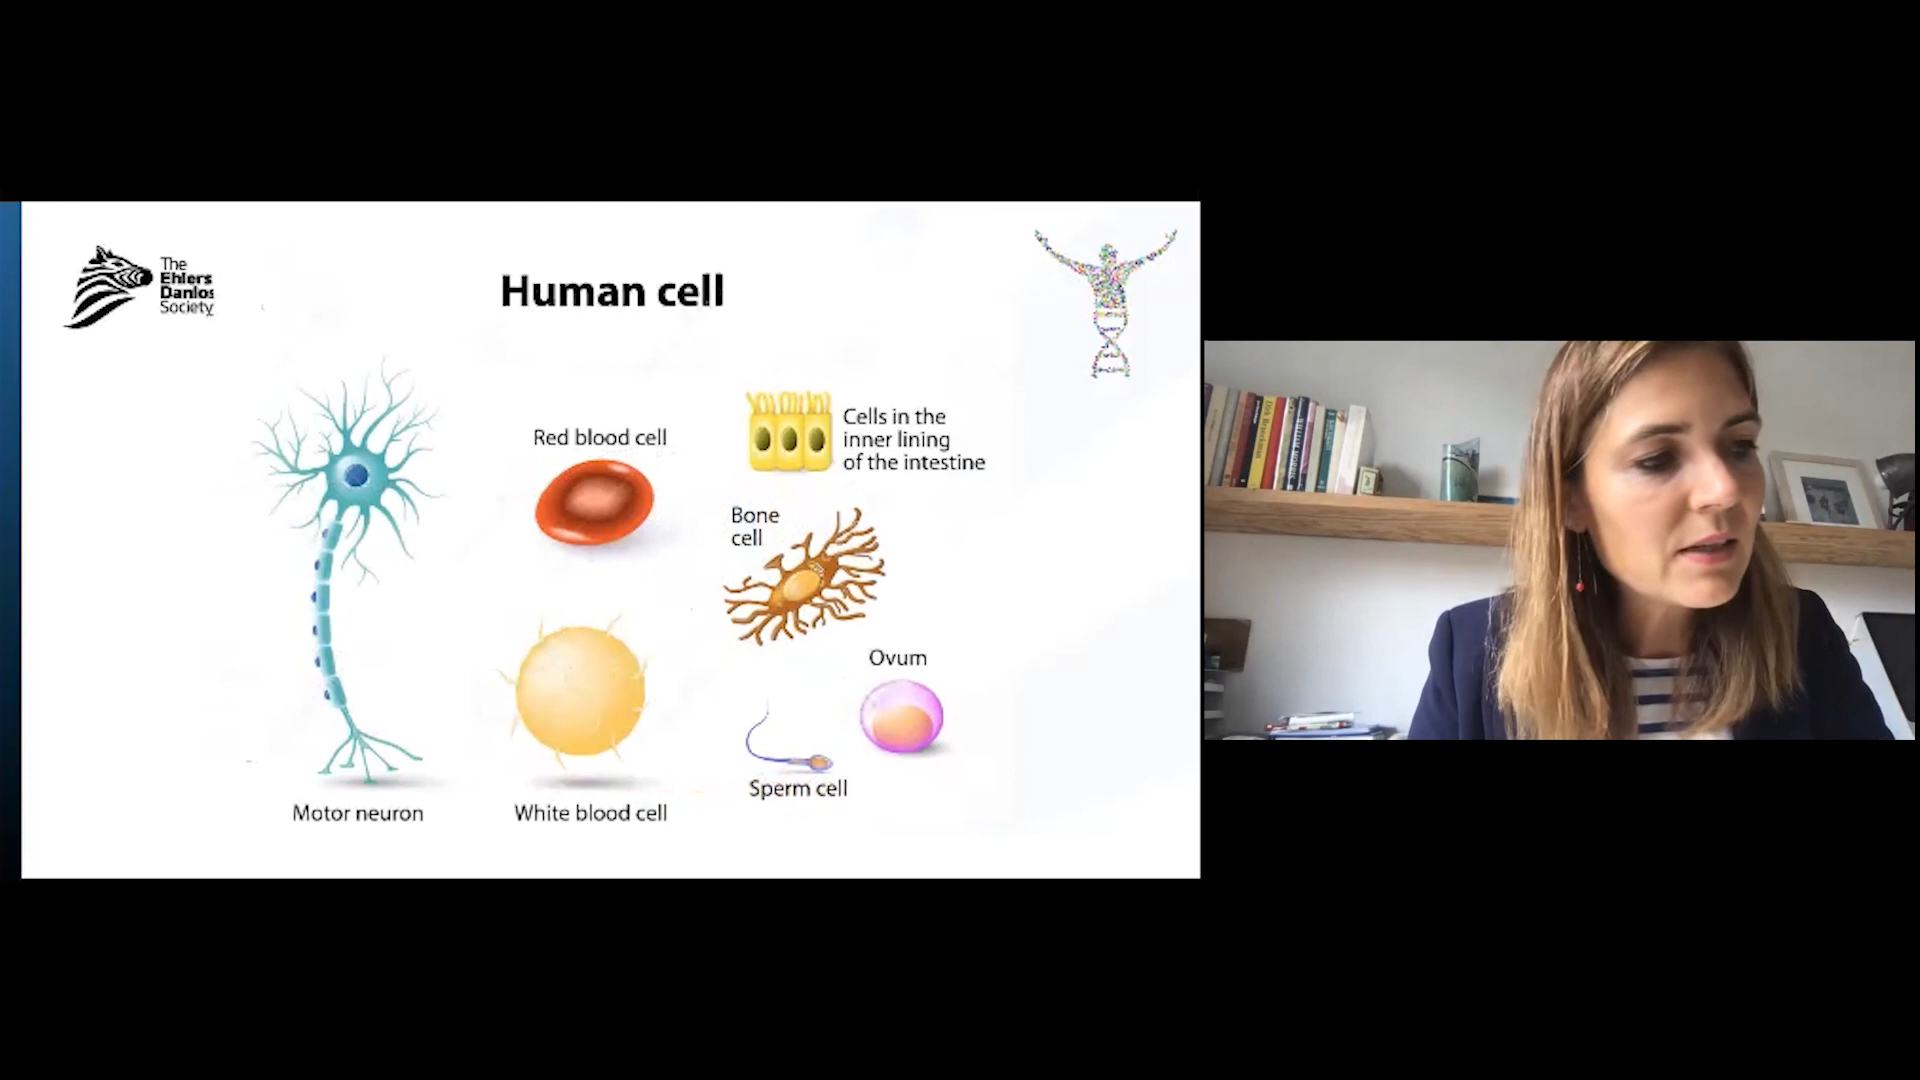 The
Ehlers
Danlos
Society
Human cell
Red blood cell
Cells in the
inner lining
of the intestine
Bone
cell
Ovum
Sperm cell
Motor neuron
White blood cell